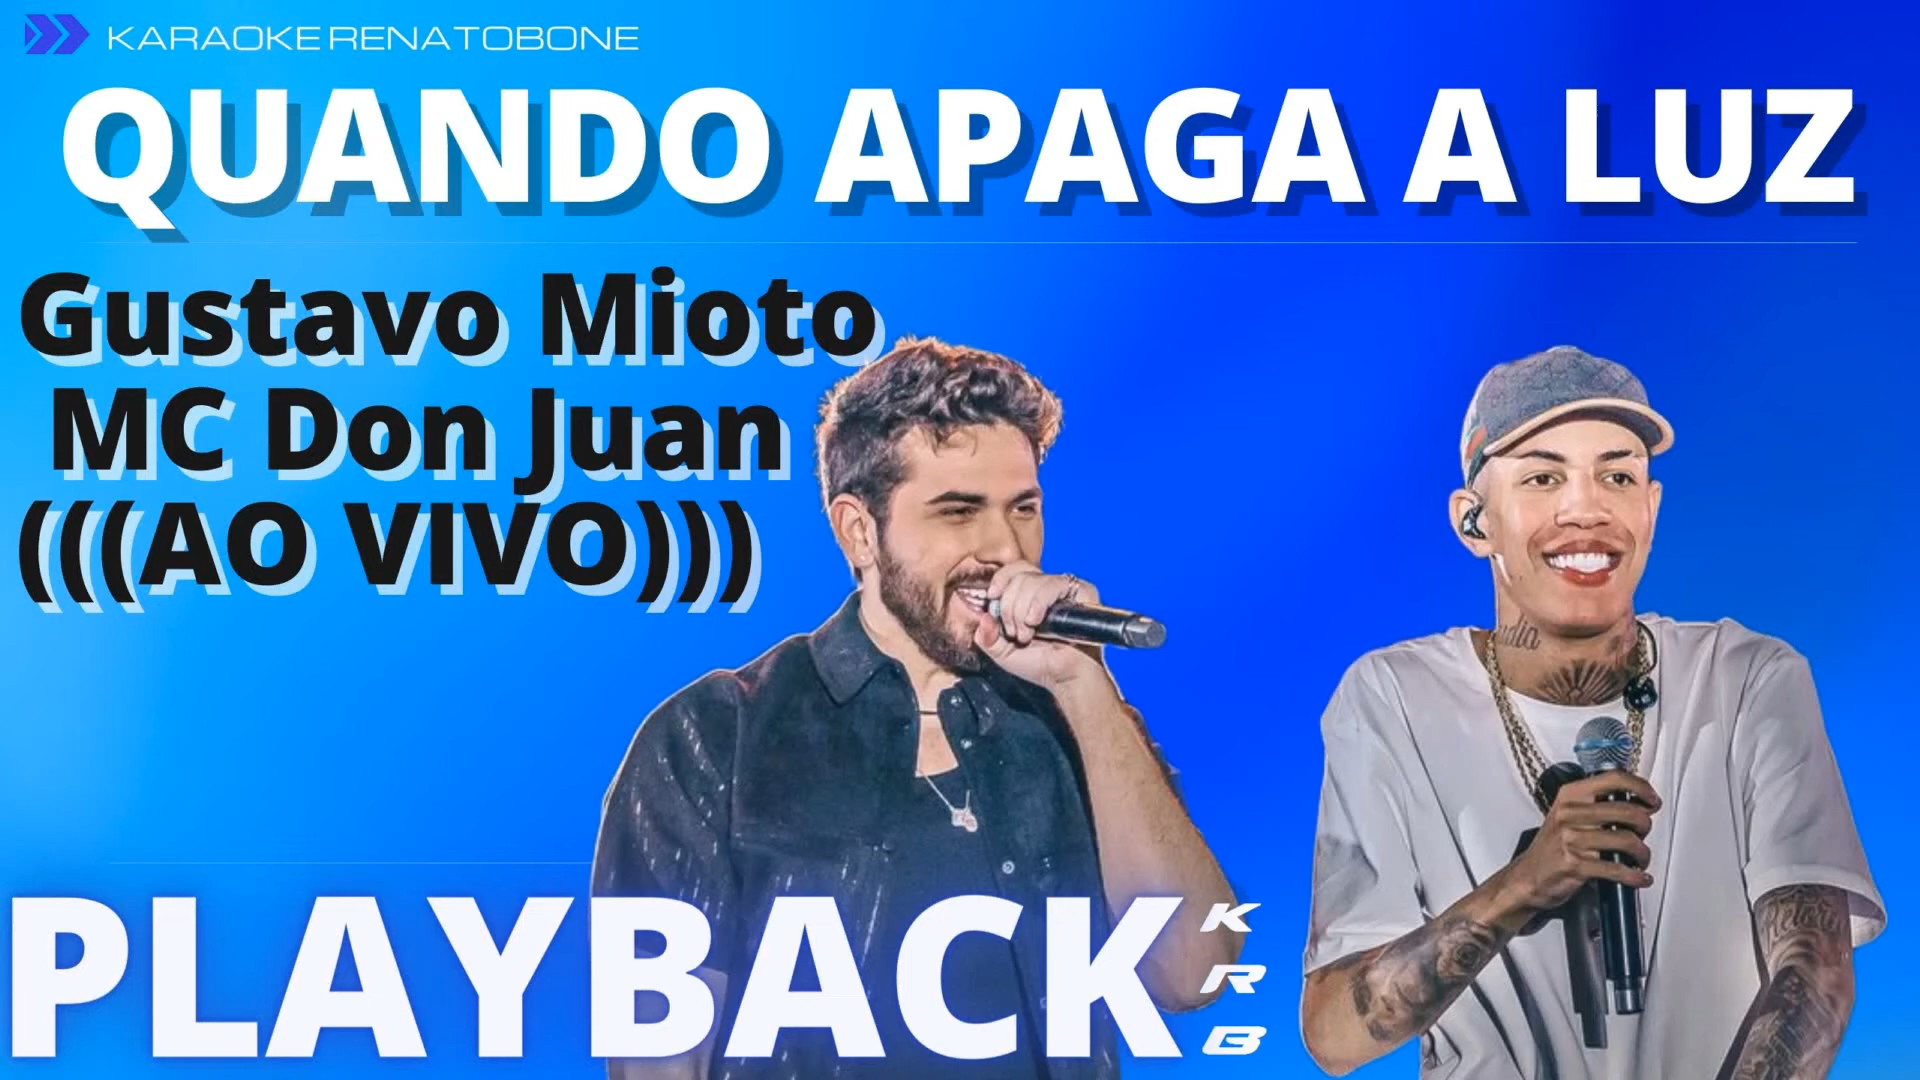 KARAOKE RENATOBONE
QUANDO APAGA A LUZ
Gustavo Mioto
MC Don Juan
(((AO VIVO)))
PLAYBACK
K
R
B